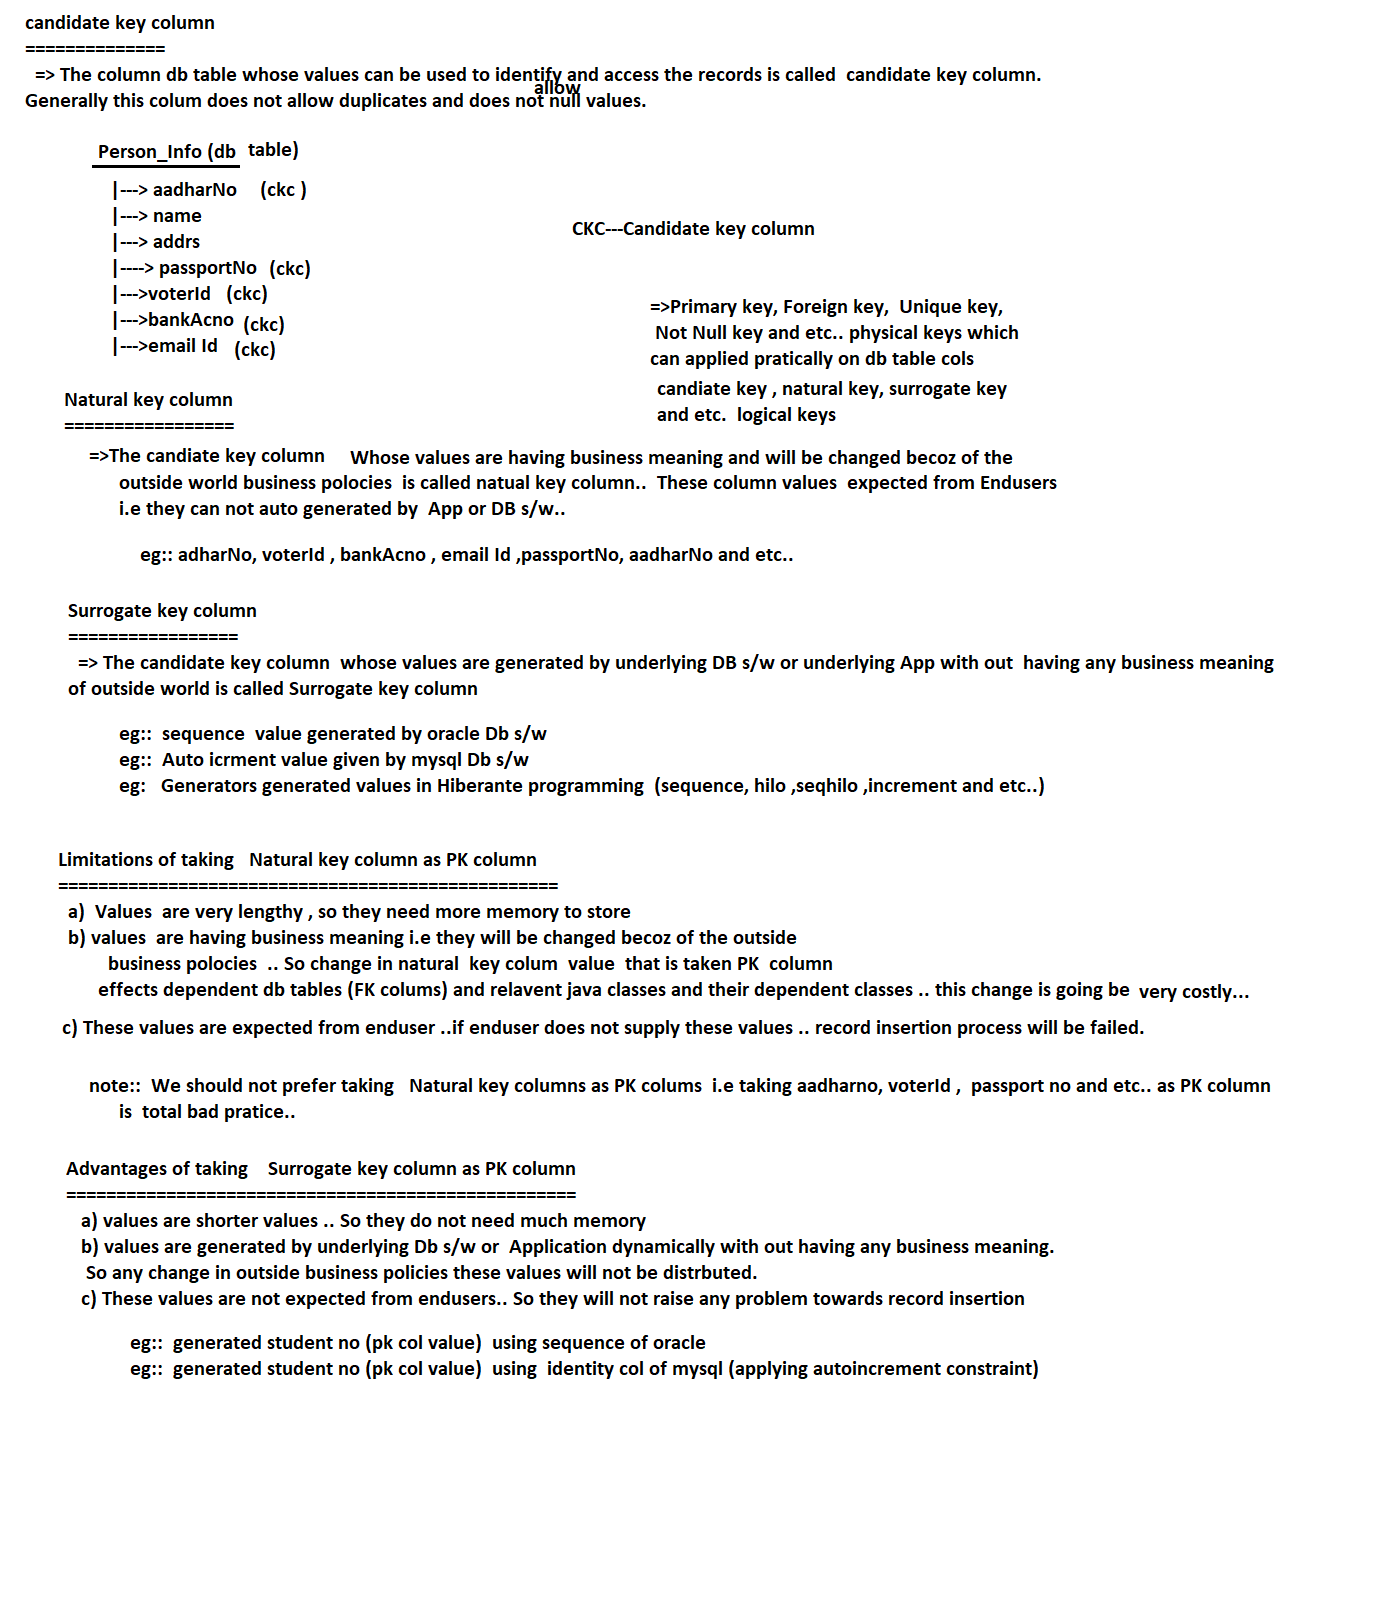 candidate key column
==============
=> The column db table whose values can be used to identify and access the records is called  candidate key column.
allow
Generally this colum does not allow duplicates and does not null values.
Person_Info (db table)
|---> aadharNo (ckc )
|---> name
CKC---Candidate key column
|---> addrs
|----> passportNo (ckc)
|--->voterId (ckc)
|--->bankAcno (ckc)
|--->email Id (ckc)
=>Primary key, Foreign key, Unique key,
Not Null key and etc.. physical keys which
can applied pratically on db table cols
candiate key , natural key, surrogate key
and etc. logical keys
Natural key column
=================
=>The candiate key column Whose values are having business meaning and will be changed becoz of the
outside world business polocies is called natual key column.. These column values expected from Endusers
i.e they can not auto generated by App or DB s/w..
eg:: adharNo, voterId , bankAcno , email Id ,passportNo, aadharNo and etc..
Surrogate key column
=================
=> The candidate key column whose values are generated by underlying DB s/w or underlying App with out having any business meaning
of outside world is called Surrogate key column
eg:: sequence value generated by oracle Db s/w
eg:: Auto icrment value given by mysql Db s/w
eg: Generators generated values in Hiberante programming (sequence, hilo ,seqhilo ,increment and etc..)
Limitations of taking Natural key column as PK column
==================================================
a) Values are very lengthy , so they need more memory to store
b) values are having business meaning i.e they will be changed becoz of the outside
business polocies .. So change in natural key colum value that is taken PK column
effects dependent db tables (FK colums) and relavent java classes and their dependent classes .. this change is going be very costly...
c) These values are expected from enduser ..if enduser does not supply these values .. record insertion process will be failed.
note:: We should not prefer taking Natural key columns as PK colums i.e taking aadharno, voterId , passport no and etc.. as PK column
is total bad pratice..
Advantages of taking Surrogate key column as PK column
===================================================
a) values are shorter values .. So they do not need much memory
b) values are generated by underlying Db s/w or Application dynamically with out having any business meaning.
So any change in outside business policies these values will not be distrbuted.
c) These values are not expected from endusers.. So they will not raise any problem towards record insertion
eg:: generated student no (pk col value) using sequence of oracle
eg:: generated student no (pk col value) using identity col of mysql (applying autoincrement constraint)